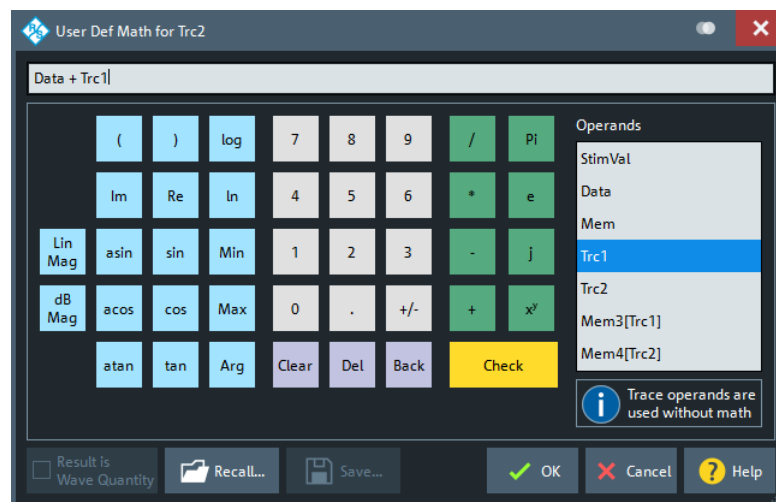 User Def Math for Trc2
Data + Trc1
Operands
( ) log 7 8 9 / Pi
StimVal
Data
Im Re ln 4 5 6 * e
Mem
Lin Mag asin sin Min 1 2 3 - j
Trc1
Trc2
dB Mag acos cos Max 0 . +/- + xʸ
Mem3[Trc1]
Mem4[Trc2]
atan tan Arg Clear Del Back Check
Trace operands are
used without math
Result is
Wave Quantity
Recall... Save... OK Cancel Help